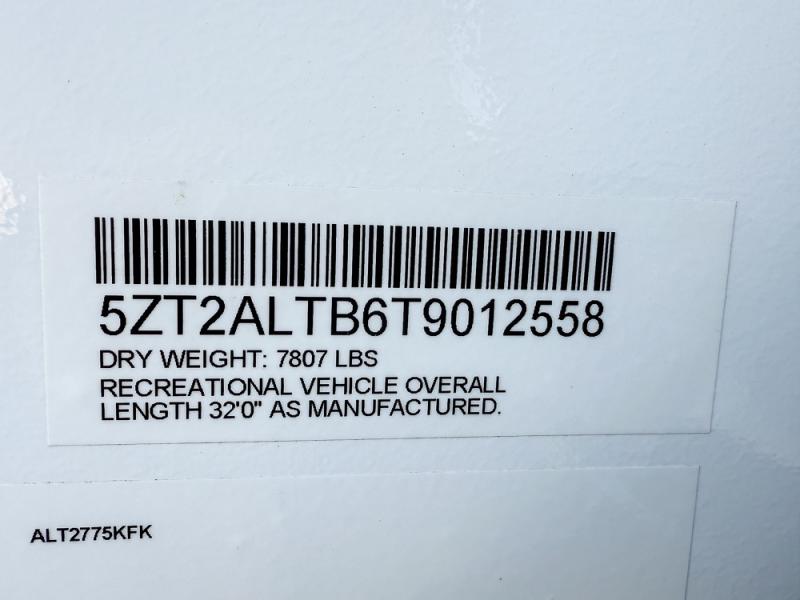 5ZT2ALTB6T9012558
DRY WEIGHT: 7807 LBS
RECREATIONAL VEHICLE OVERALL
LENGTH 32'0" AS MANUFACTURED.
ALT2775KFK